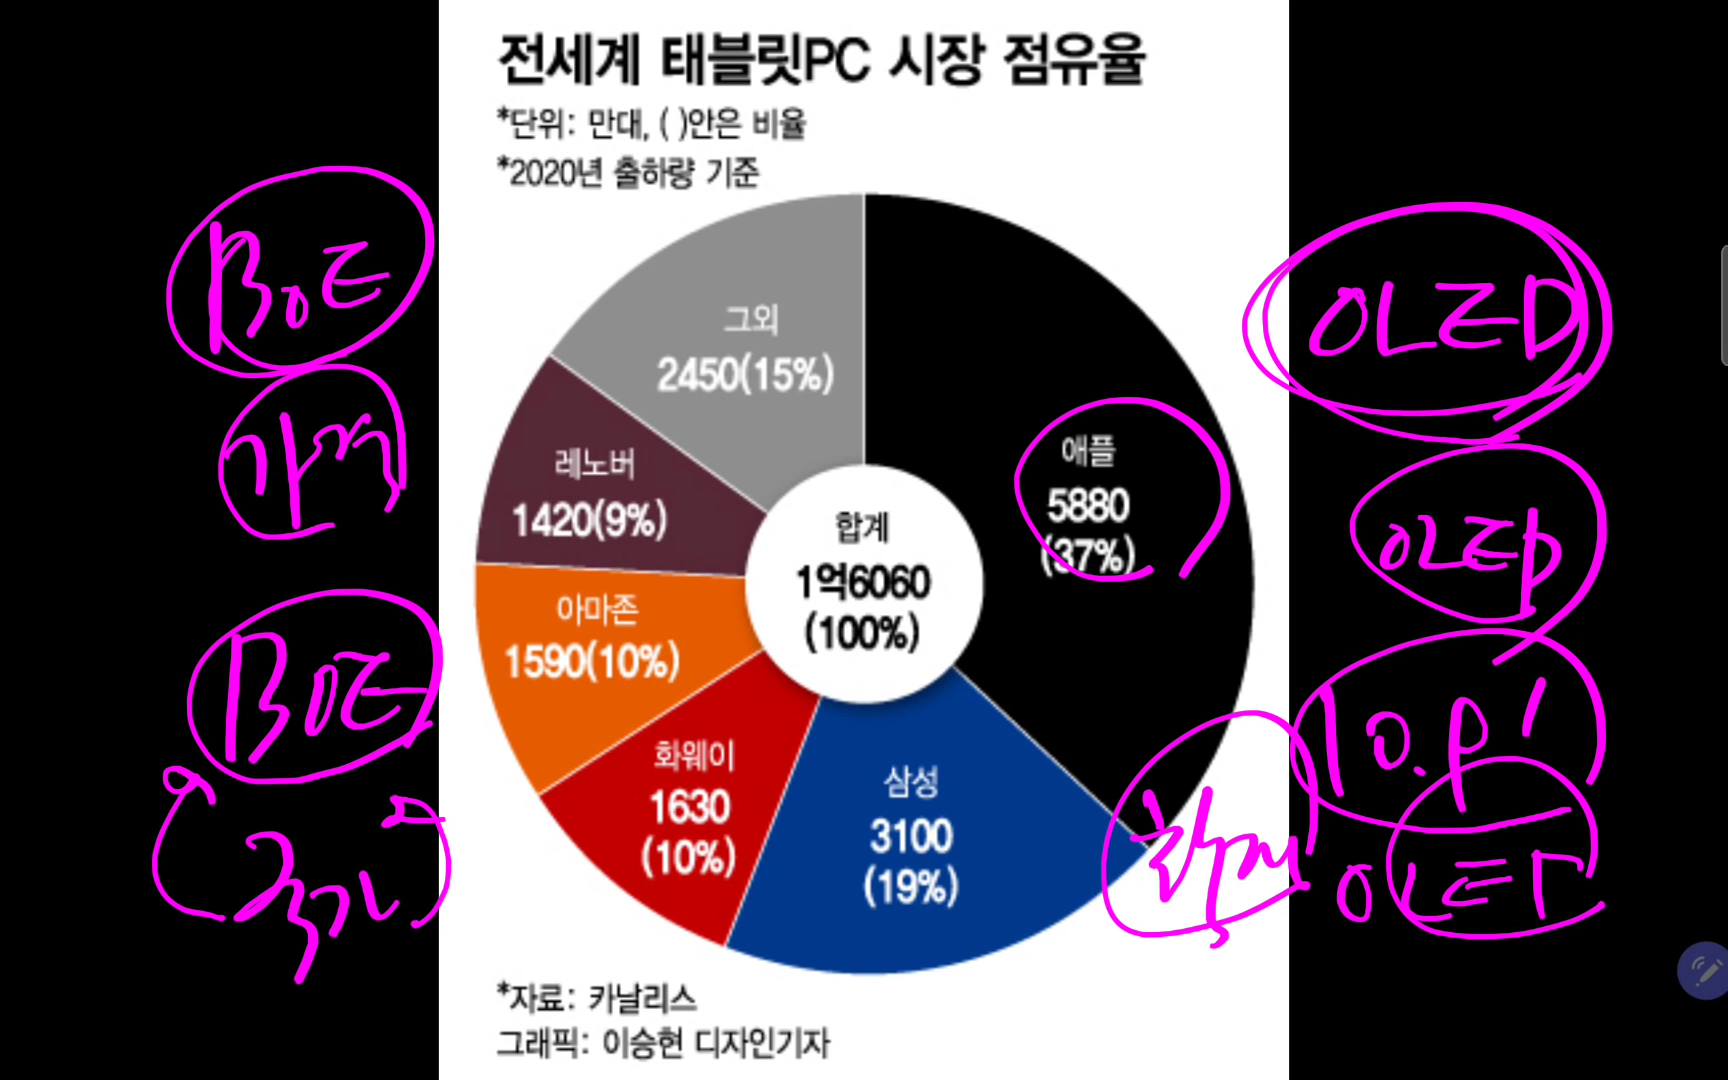 전세계 태블릿PC 시장 점유율
*단위: 만대, ( )안은 비율
*2020년 출하량 기준
그외
2450(15%)
레노버
1420(9%)
아마존
1590(10%)
화웨이
1630
(10%)
삼성
3100
(19%)
애플
5880
(37%)
합계
1억6060
(100%)
*자료: 카날리스
그래픽: 이승현 디자인기자
BOE
가격
BOE
OLED
OLED